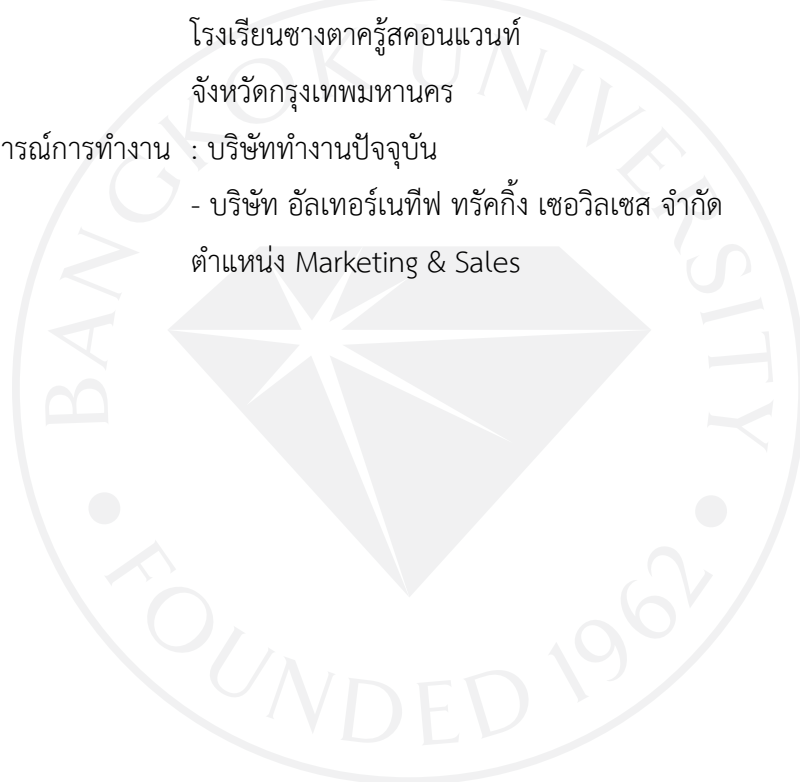 โรงเรียนซางตาครู้สคอนแวนท์
จังหวัดกรุงเทพมหานคร
ารณ์การทำงาน : บริษัททำงานปัจจุบัน
- บริษัท อัลเทอร์เนทีฟ ทรัคกิ้ง เซอวิลเซส จำกัด
ตำแหน่ง Marketing & Sales
BANGKOK UNIVERSITY
FOUNDED 1962